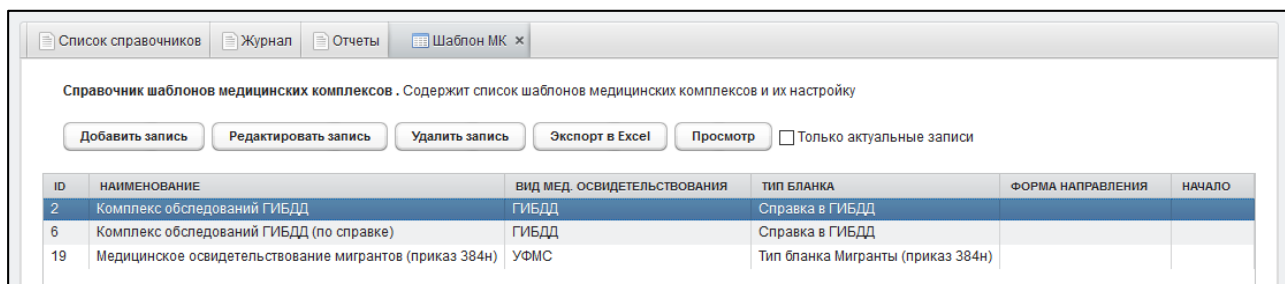 Список справочников Журнал Отчеты Шаблон МК ×
Справочник шаблонов медицинских комплексов . Содержит список шаблонов медицинских комплексов и их настройку
Добавить запись Редактировать запись Удалить запись Экспорт в Excel Просмотр Только актуальные записи
ID НАИМЕНОВАНИЕ ВИД МЕД. ОСВИДЕТЕЛЬСТВОВАНИЯ ТИП БЛАНКА ФОРМА НАПРАВЛЕНИЯ НАЧАЛО
2 Комплекс обследований ГИБДД ГИБДД Справка в ГИБДД
6 Комплекс обследований ГИБДД (по справке) ГИБДД Справка в ГИБДД
19 Медицинское освидетельствование мигрантов (приказ 384н) УФМС Тип бланка Мигранты (приказ 384н)